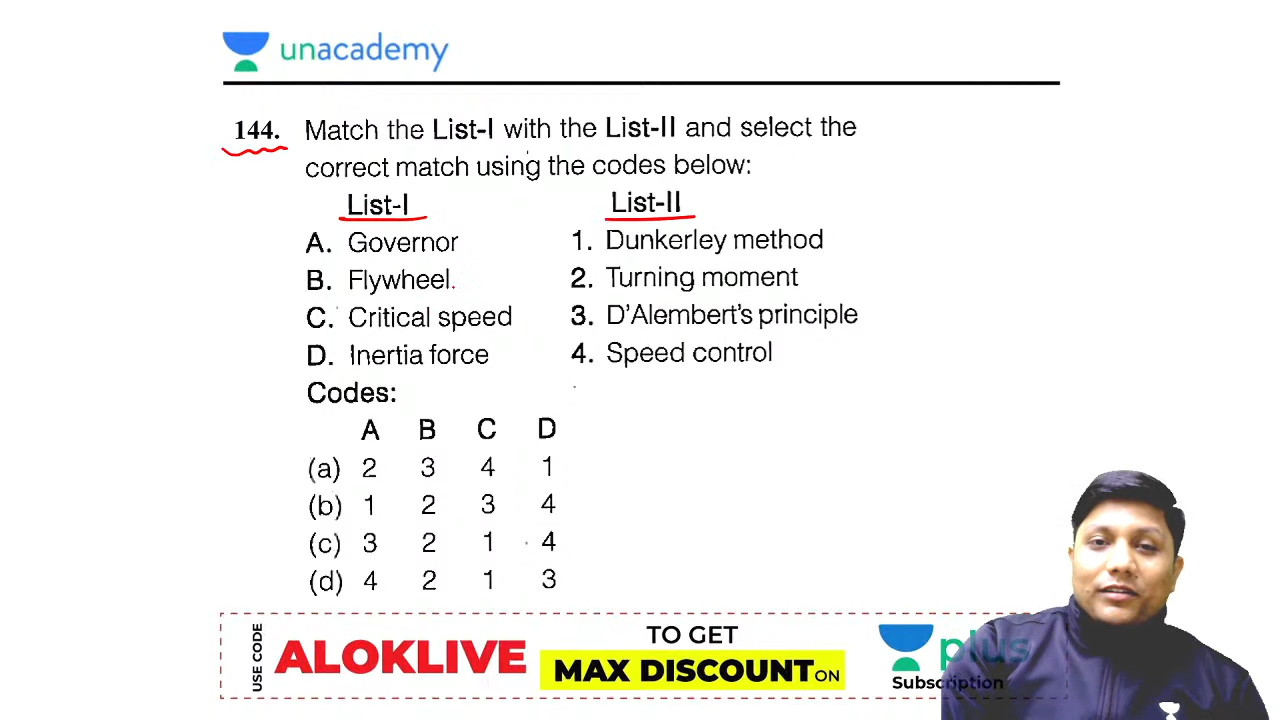 unacademy
144. Match the List-I with the List-II and select the
correct match using the codes below:
List-I List-II
A. Governor 1. Dunkerley method
B. Flywheel. 2. Turning moment
C. Critical speed 3. D'Alembert's principle
D. Inertia force 4. Speed control
Codes:
A B C D
(a) 2 3 4 1
(b) 1 2 3 4
(c) 3 2 1 4
(d) 4 2 1 3
USE CODE
ALOKLIVE
TO GET
MAX DISCOUNT ON
plus
Subscription